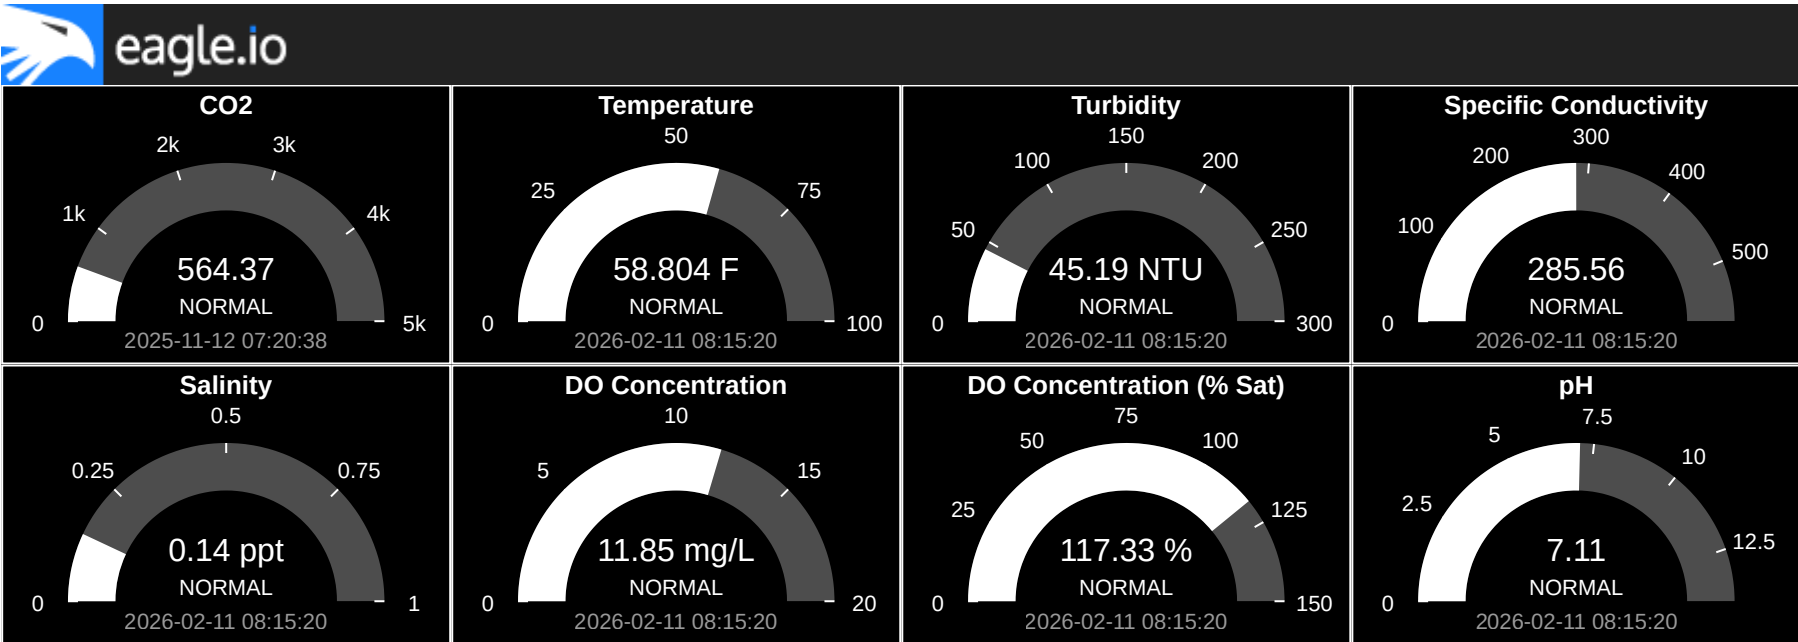 eagle.io
CO2
0
1k
2k
3k
4k
5k
564.37
NORMAL
2025-11-12 07:20:38
Temperature
0
25
50
75
100
58.804 F
NORMAL
2026-02-11 08:15:20
Turbidity
0
50
100
150
200
250
300
45.19 NTU
NORMAL
2026-02-11 08:15:20
Specific Conductivity
0
100
200
300
400
500
285.56
NORMAL
2026-02-11 08:15:20
Salinity
0
0.25
0.5
0.75
1
0.14 ppt
NORMAL
2026-02-11 08:15:20
DO Concentration
0
5
10
15
20
11.85 mg/L
NORMAL
2026-02-11 08:15:20
DO Concentration (% Sat)
0
25
50
75
100
125
150
117.33 %
NORMAL
2026-02-11 08:15:20
pH
0
2.5
5
7.5
10
12.5
7.11
NORMAL
2026-02-11 08:15:20